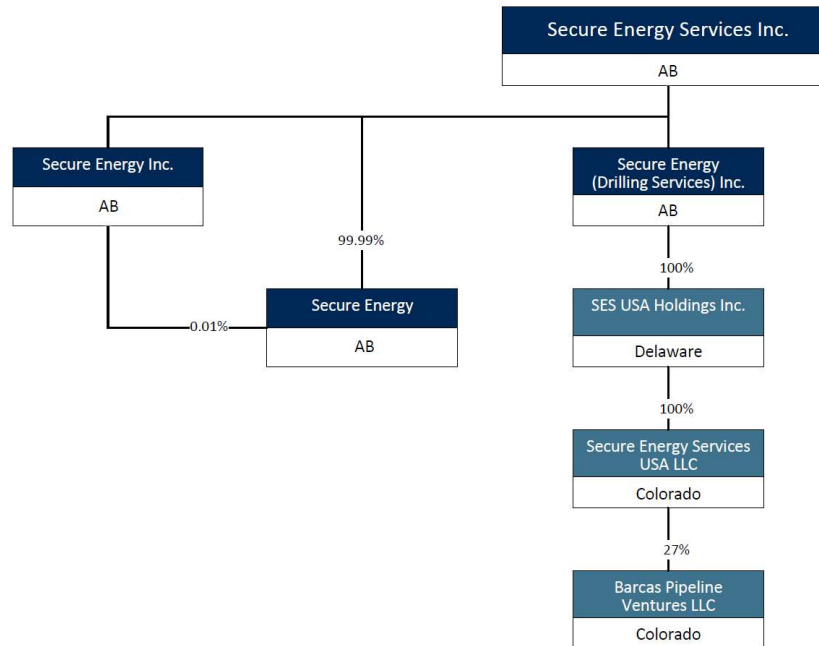 Secure Energy Services Inc.
AB
Secure Energy Inc.
AB
Secure Energy
(Drilling Services) Inc.
AB
99.99%
100%
Secure Energy
AB
0.01%
SES USA Holdings Inc.
Delaware
100%
Secure Energy Services
USA LLC
Colorado
27%
Barcas Pipeline
Ventures LLC
Colorado